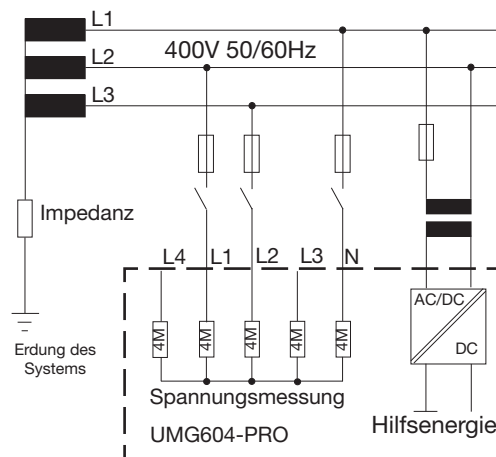 L1
L2
400V 50/60Hz
L3
Impedanz
L4
L1
L2
L3
N
Erdung des
Systems
4M
4M
4M
4M
4M
AC/DC
DC
Spannungsmessung
UMG604-PRO
Hilfsenergie